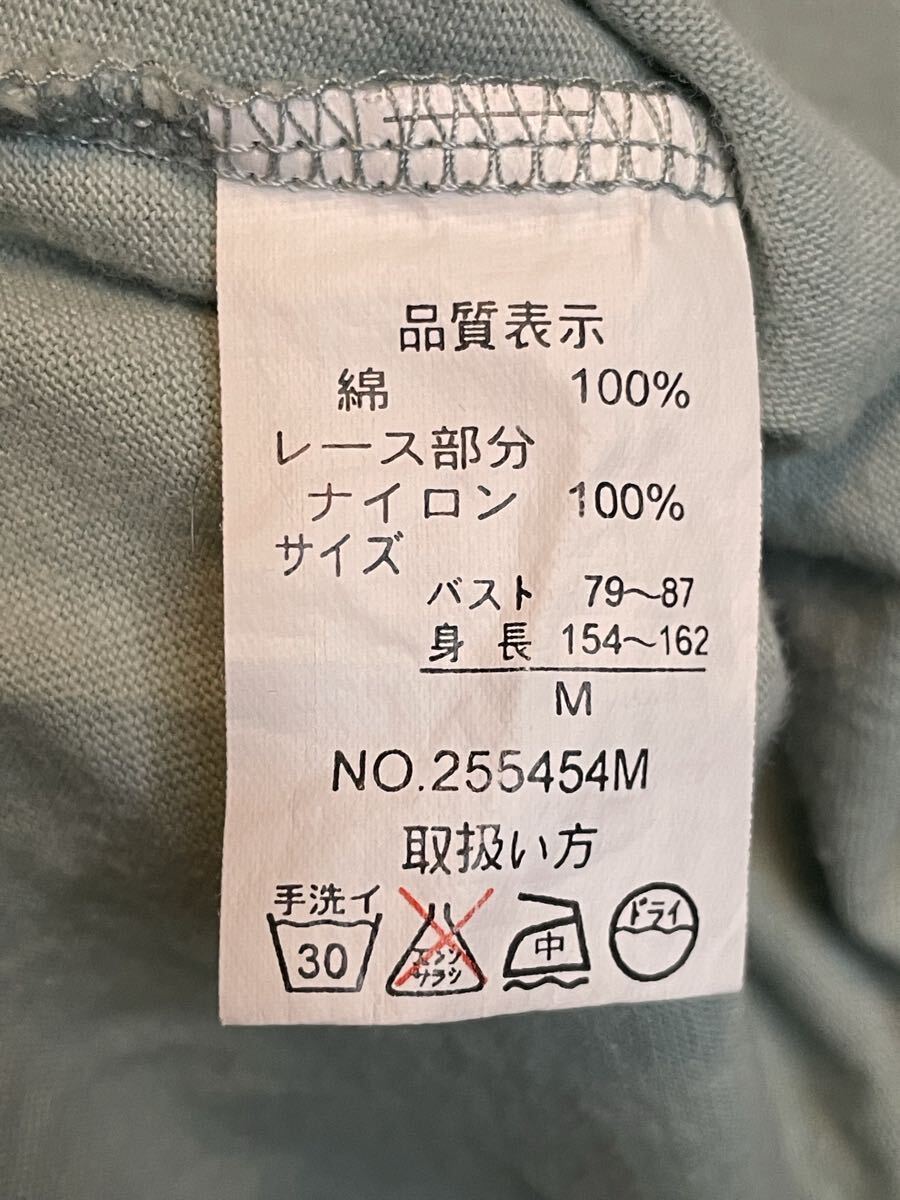 品質表示
綿 100%
レース部分
ナイロン 100%
サイズ
バスト 79～87
身長 154～162
M
NO.255454M
取扱い方
手洗イ
30
エンソ
サラシ
中
ドライ